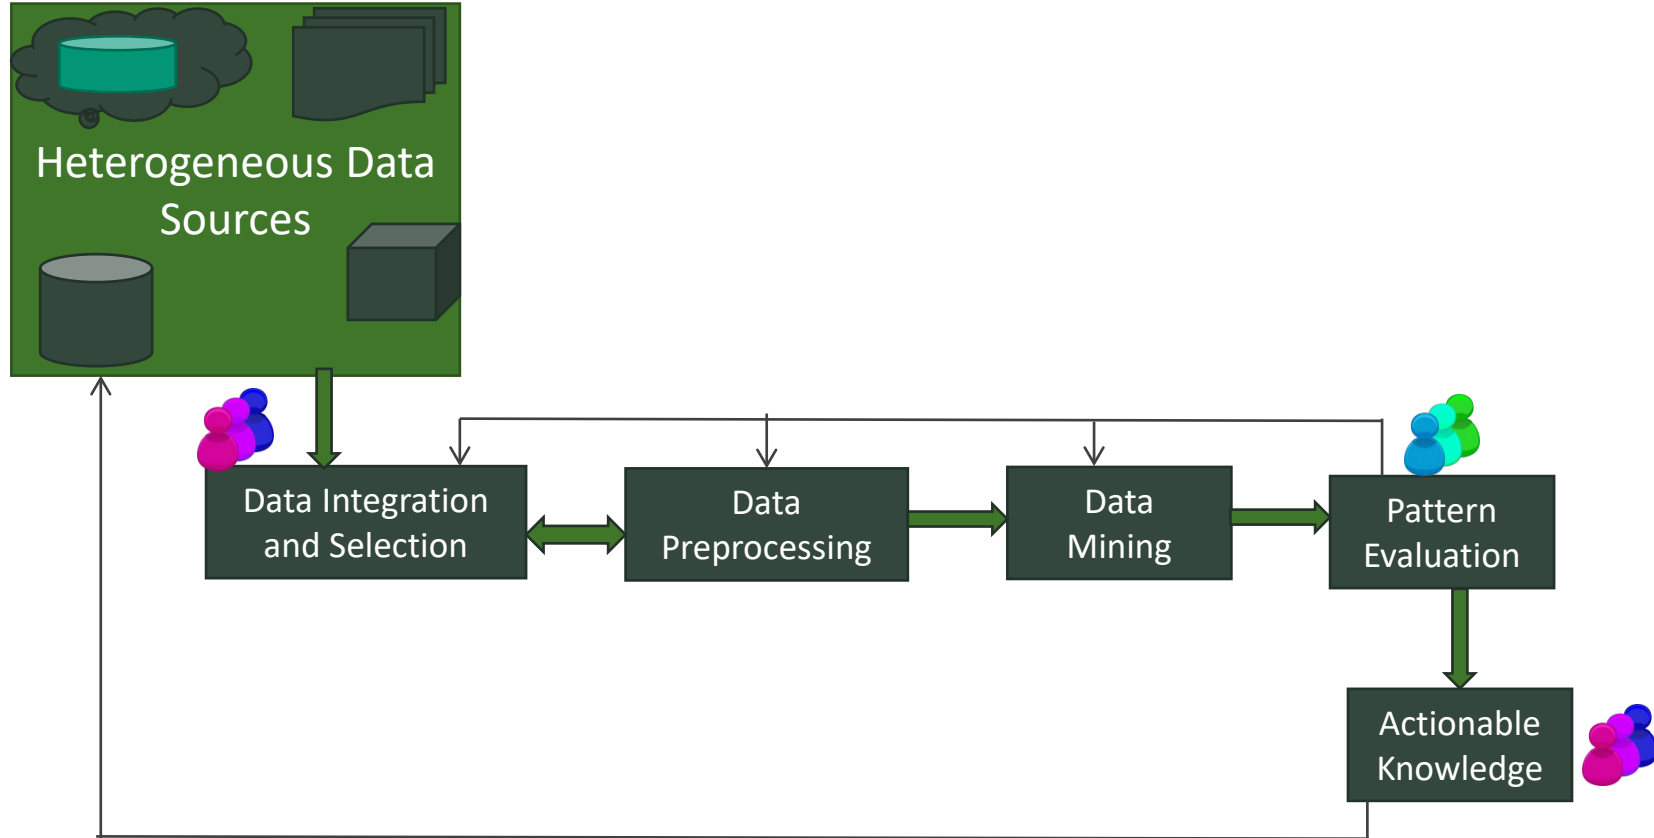 Heterogeneous Data
Sources
Data Integration
and Selection
Data
Preprocessing
Data
Mining
Pattern
Evaluation
Actionable
Knowledge